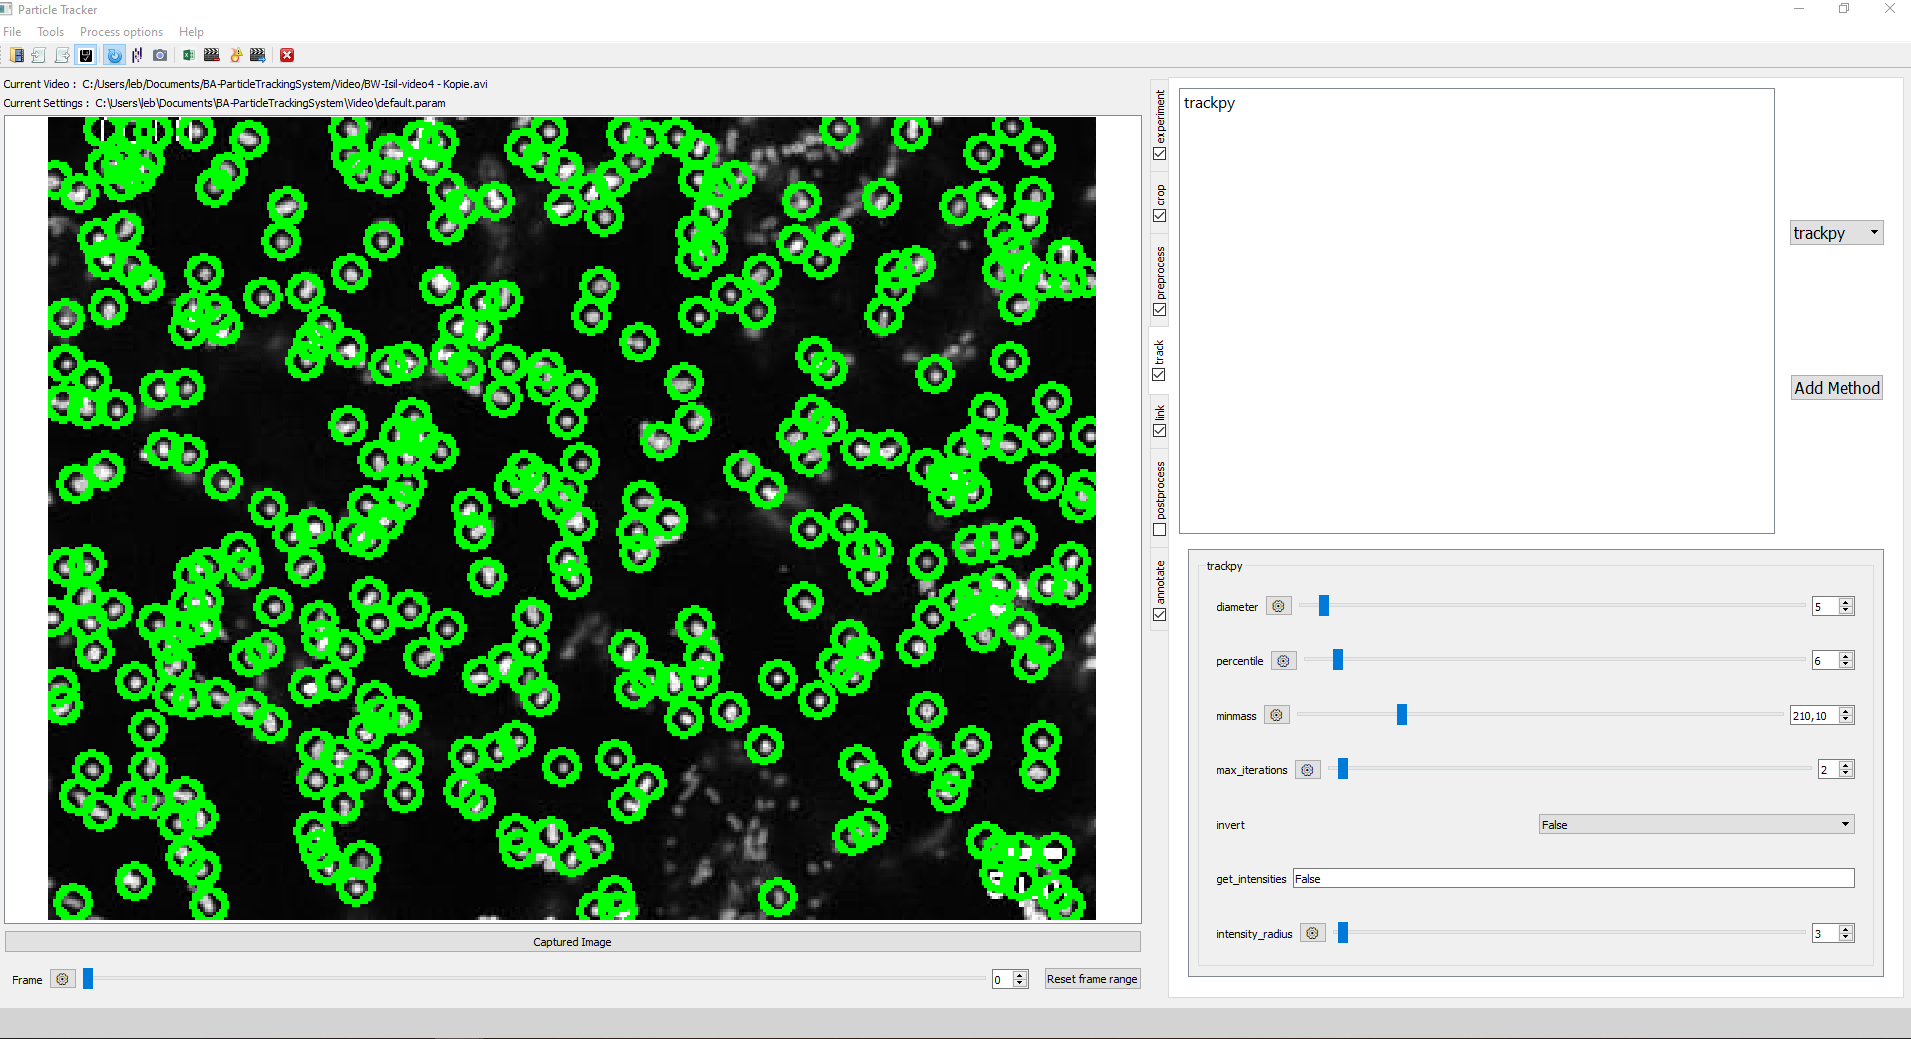 Particle Tracker
File Tools Process options Help
Current Video : C:/Users/leb/Documents/BA-ParticleTrackingSystem/Video/BW-Isil-video4 - Kopie.avi
Current Settings : C:\Users\leb\Documents\BA-ParticleTrackingSystem\Video\default.param
Captured Image
Frame 0 Reset frame range
experiment
crop
preprocess
track
link
postprocess
annotate
trackpy
trackpy
Add Method
trackpy
diameter 5
percentile 6
minmass 210,10
max_iterations 2
invert False
get_intensities False
intensity_radius 3